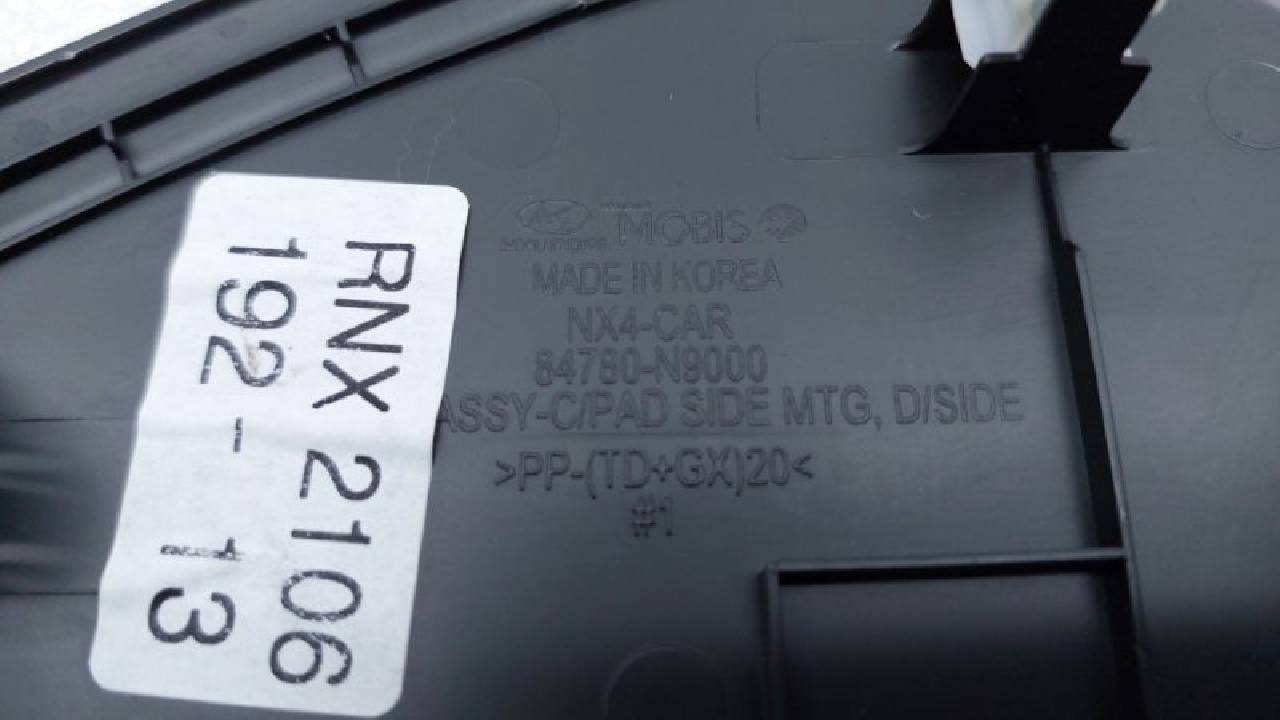 RNX 2106
192-13
HYUNDAI MOBIS
MADE IN KOREA
NX4-CAR
84780-N9000
ASSY-C/PAD SIDE MTG, D/SIDE
>PP-(TD+GX)20<
#1